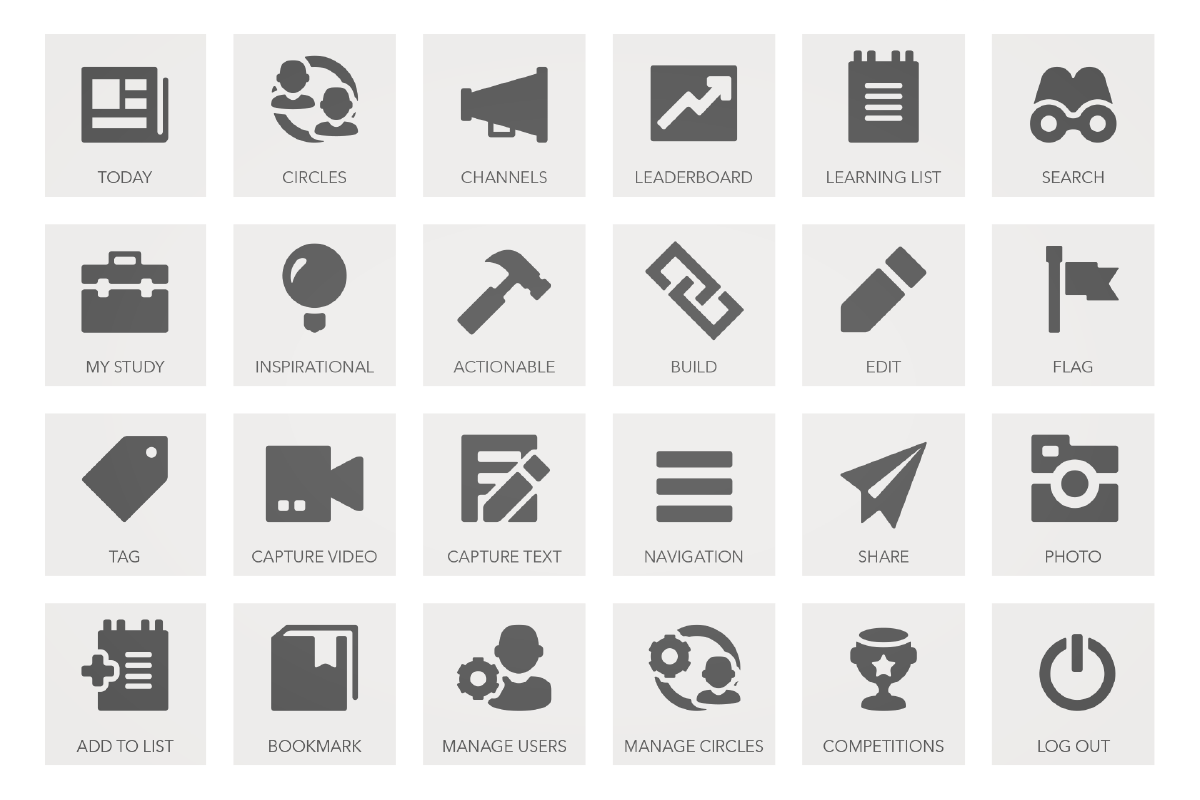 TODAY
CIRCLES
CHANNELS
LEADERBOARD
LEARNING LIST
SEARCH
MY STUDY
INSPIRATIONAL
ACTIONABLE
BUILD
EDIT
FLAG
TAG
CAPTURE VIDEO
CAPTURE TEXT
NAVIGATION
SHARE
PHOTO
ADD TO LIST
BOOKMARK
MANAGE USERS
MANAGE CIRCLES
COMPETITIONS
LOG OUT